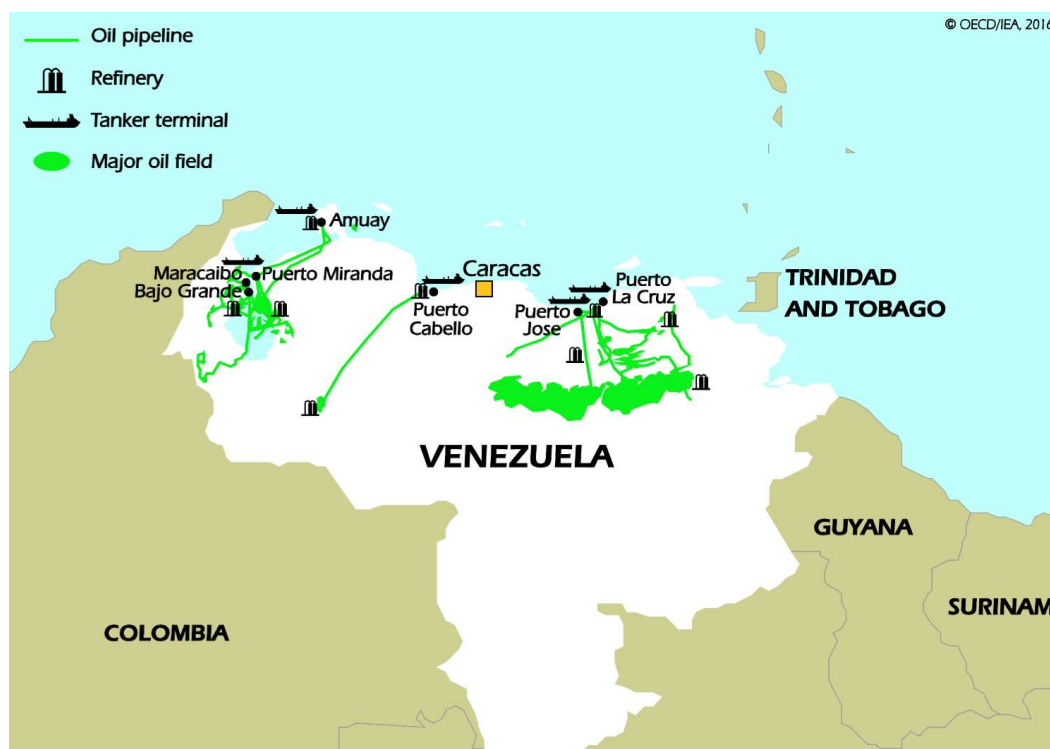 © OECD/IEA, 2016
Oil pipeline
Refinery
Tanker terminal
Major oil field
Amuay
Maracaibo
Puerto Miranda
Bajo Grande
Caracas
Puerto
Cabello
Puerto
La Cruz
Puerto
Jose
TRINIDAD
AND TOBAGO
VENEZUELA
GUYANA
SURINAM
COLOMBIA